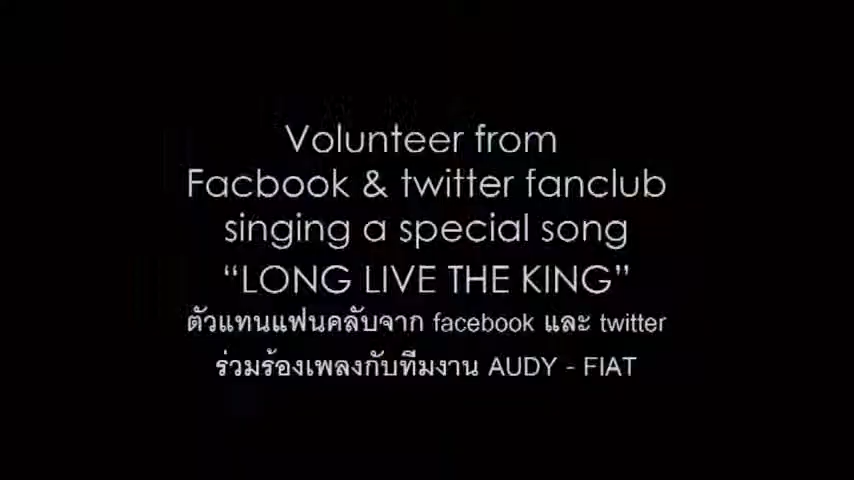 Volunteer from
Facbook & twitter fanclub
singing a special song
“LONG LIVE THE KING”
ตัวแทนแฟนคลับจาก facebook และ twitter
ร่วมร้องเพลงกับทีมงาน AUDY - FIAT